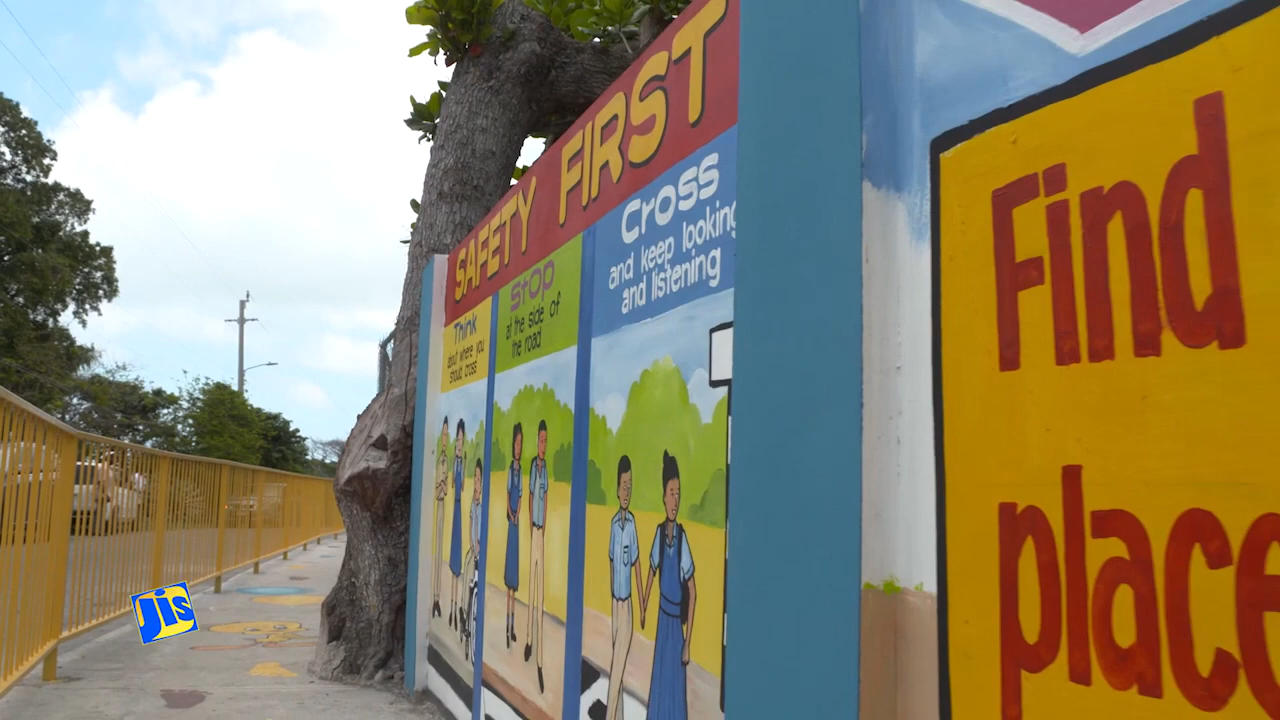 SAFETY FIRST
Think
about where you
should cross
stop
at the side of
the road
Cross
and keep looking
and listening
Find
place
JIS